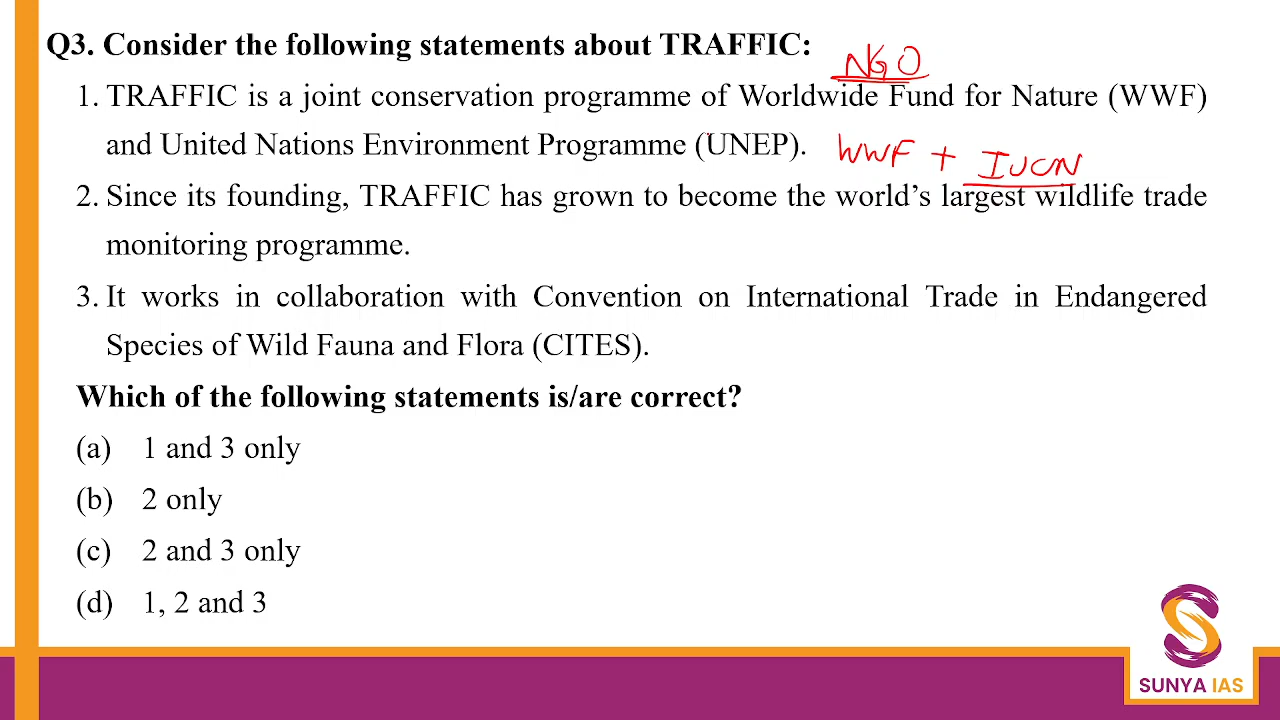 Q3. Consider the following statements about TRAFFIC:
NGO
1. TRAFFIC is a joint conservation programme of Worldwide Fund for Nature (WWF)
and United Nations Environment Programme (UNEP).
WWF + IUCN
2. Since its founding, TRAFFIC has grown to become the world’s largest wildlife trade
monitoring programme.
3. It works in collaboration with Convention on International Trade in Endangered
Species of Wild Fauna and Flora (CITES).
Which of the following statements is/are correct?
(a) 1 and 3 only
(b) 2 only
(c) 2 and 3 only
(d) 1, 2 and 3
SUNYA IAS